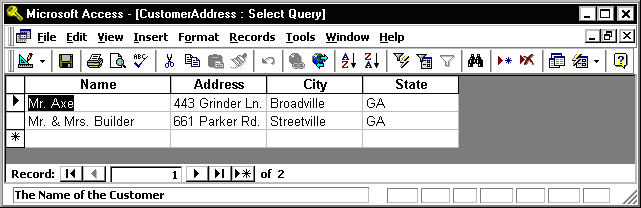 Microsoft Access - [CustomerAddress : Select Query]
File Edit View Insert Format Records Tools Window Help
Name Address City State
Mr. Axe 443 Grinder Ln. Broadville GA
Mr. & Mrs. Builder 661 Parker Rd. Streetville GA
Record: 1 of 2
The Name of the Customer